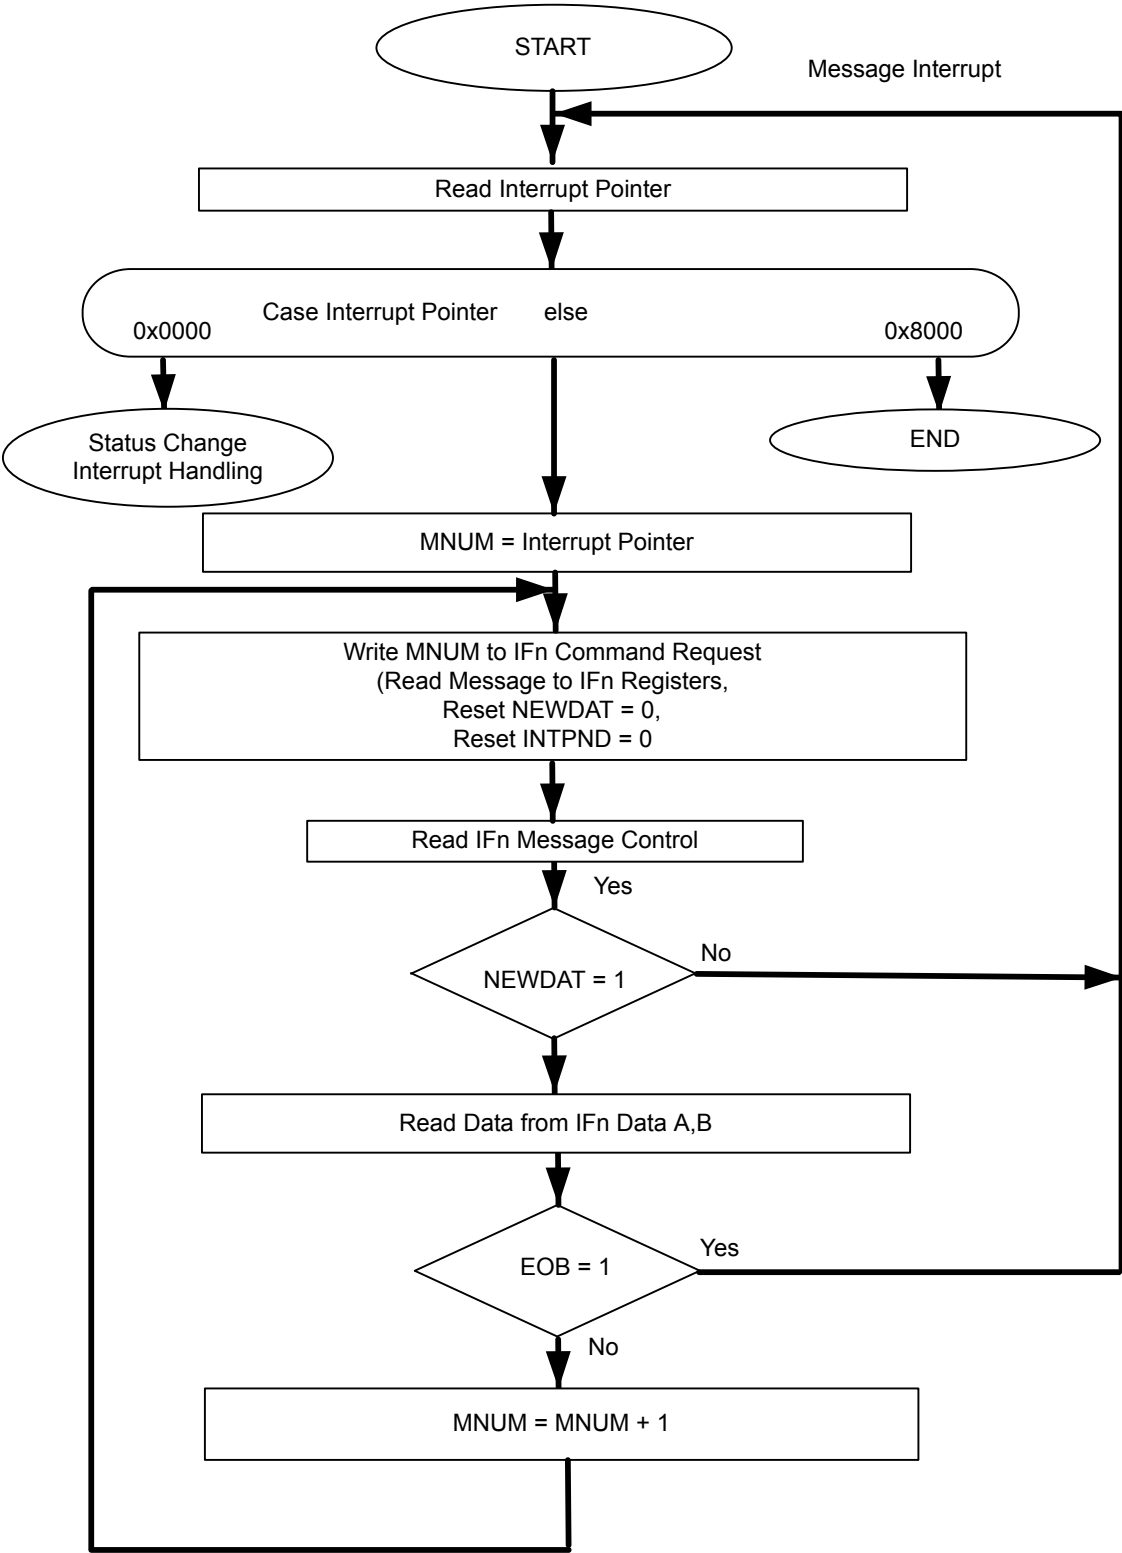 START
Message Interrupt
Read Interrupt Pointer
Case Interrupt Pointer else
0x0000 0x8000
Status Change
Interrupt Handling
END
MNUM = Interrupt Pointer
Write MNUM to IFn Command Request
(Read Message to IFn Registers,
Reset NEWDAT = 0,
Reset INTPND = 0
Read IFn Message Control
Yes
No
NEWDAT = 1
Read Data from IFn Data A,B
Yes
EOB = 1
No
MNUM = MNUM + 1